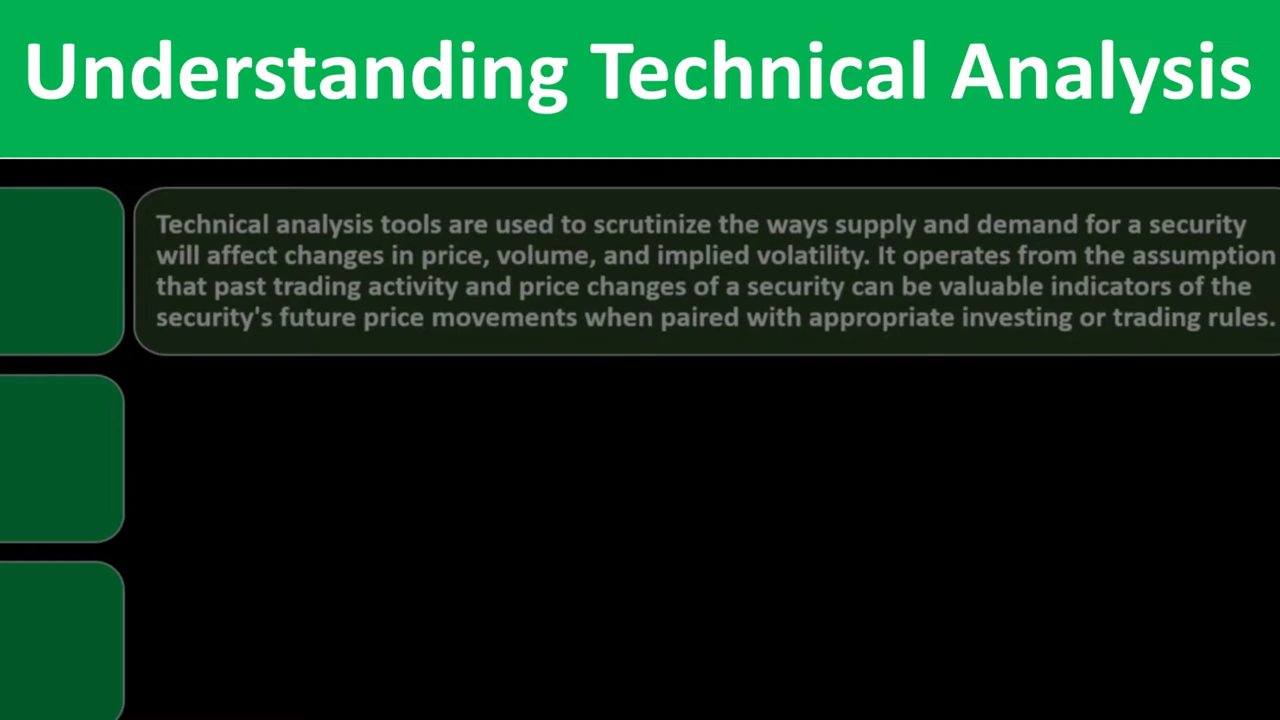 Understanding Technical Analysis
Technical analysis tools are used to scrutinize the ways supply and demand for a security
will affect changes in price, volume, and implied volatility. It operates from the assumption
that past trading activity and price changes of a security can be valuable indicators of the
security's future price movements when paired with appropriate investing or trading rules.